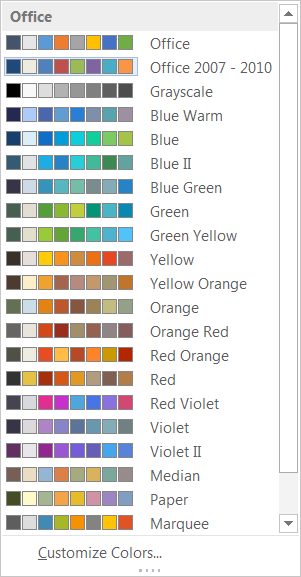 Office
Office
Office 2007 - 2010
Grayscale
Blue Warm
Blue
Blue II
Blue Green
Green
Green Yellow
Yellow
Yellow Orange
Orange
Orange Red
Red Orange
Red
Red Violet
Violet
Violet II
Median
Paper
Marquee
Customize Colors...